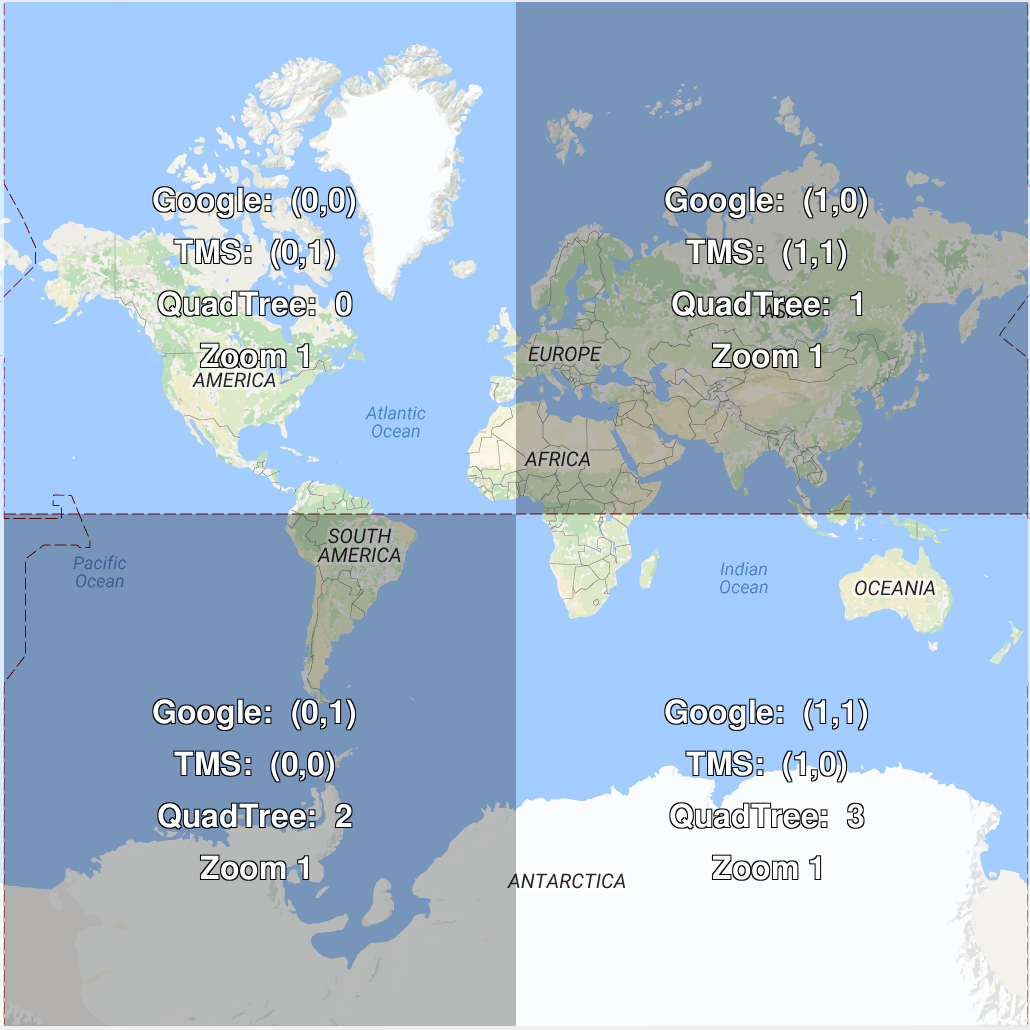 Google: (0,0)
TMS: (0,1)
QuadTree: 0
Zoom 1
AMERICA
Atlantic
Ocean
Google: (1,0)
TMS: (1,1)
QuadTree: 1
ASIA
Zoom 1
EUROPE
AFRICA
SOUTH
AMERICA
Pacific
Ocean
Google: (0,1)
TMS: (0,0)
QuadTree: 2
Zoom 1
Indian
Ocean
OCEANIA
Google: (1,1)
TMS: (1,0)
QuadTree: 3
Zoom 1
ANTARCTICA